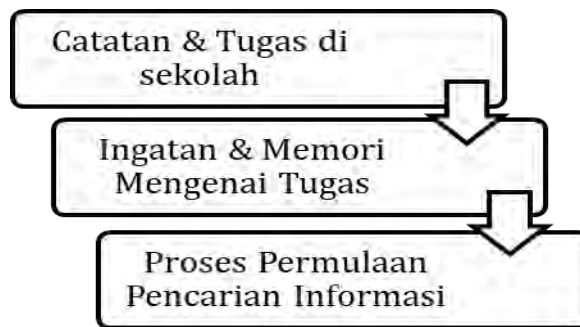 Catatan & Tugas di
sekolah
Ingatan & Memori
Mengenai Tugas
Proses Permulaan
Pencarian Informasi